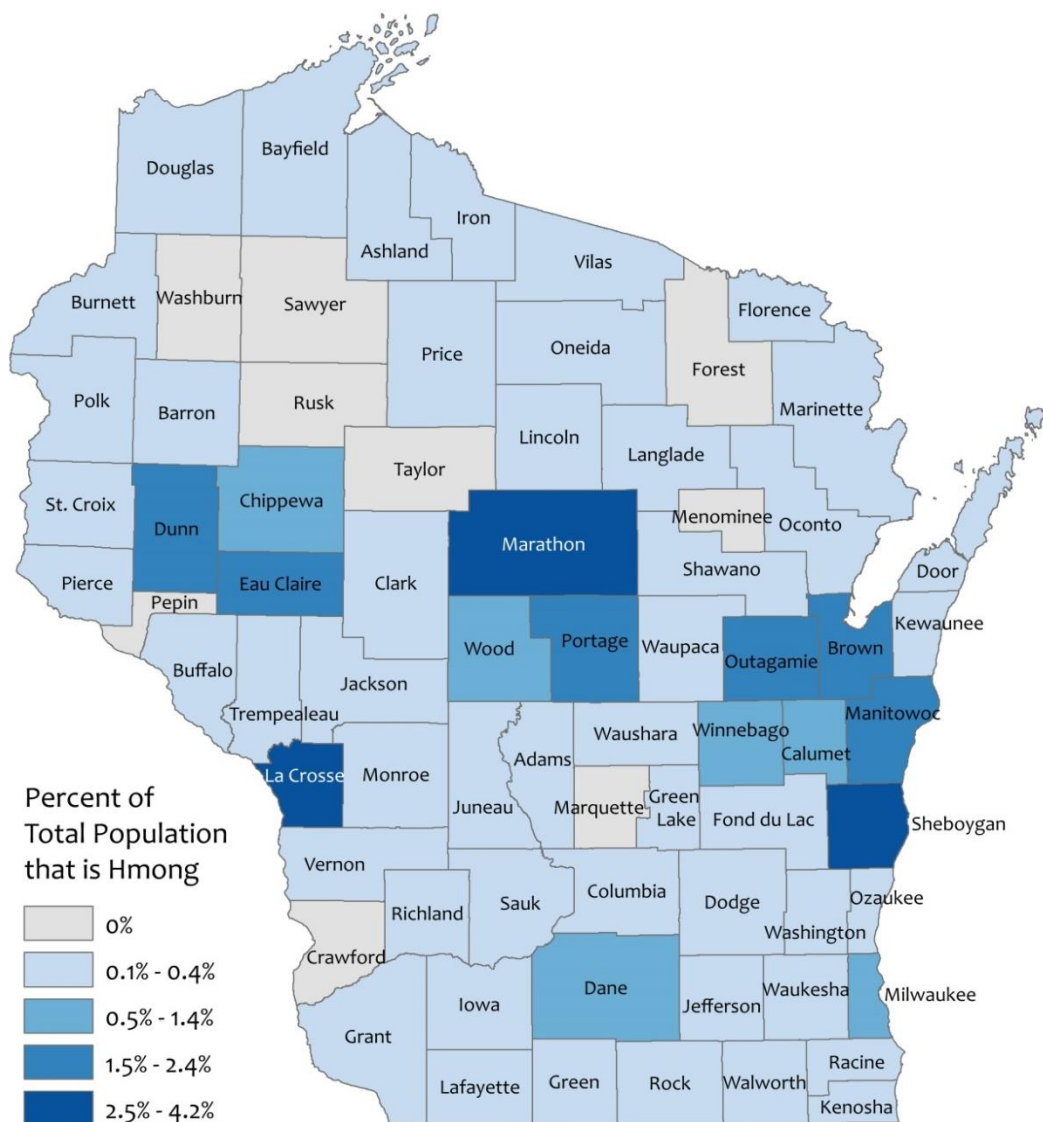 Douglas
Bayfield
Ashland
Iron
Vilas
Burnett
Washburn
Sawyer
Price
Oneida
Forest
Florence
Marinette
Polk
Barron
Rusk
Taylor
Lincoln
Langlade
Menominee
Oconto
St. Croix
Dunn
Chippewa
Marathon
Shawano
Door
Pierce
Pepin
Eau Claire
Clark
Wood
Portage
Waupaca
Outagamie
Brown
Kewaunee
Buffalo
Trempealeau
Jackson
Adams
Waushara
Winnebago
Calumet
Manitowoc
La Crosse
Monroe
Juneau
Marquette
Green
Lake
Fond du Lac
Sheboygan
Vernon
Richland
Sauk
Columbia
Dodge
Washington
Ozaukee
Crawford
Grant
Iowa
Dane
Jefferson
Waukesha
Milwaukee
Lafayette
Green
Rock
Walworth
Racine
Kenosha
Percent of
Total Population
that is Hmong
0%
0.1% - 0.4%
0.5% - 1.4%
1.5% - 2.4%
2.5% - 4.2%